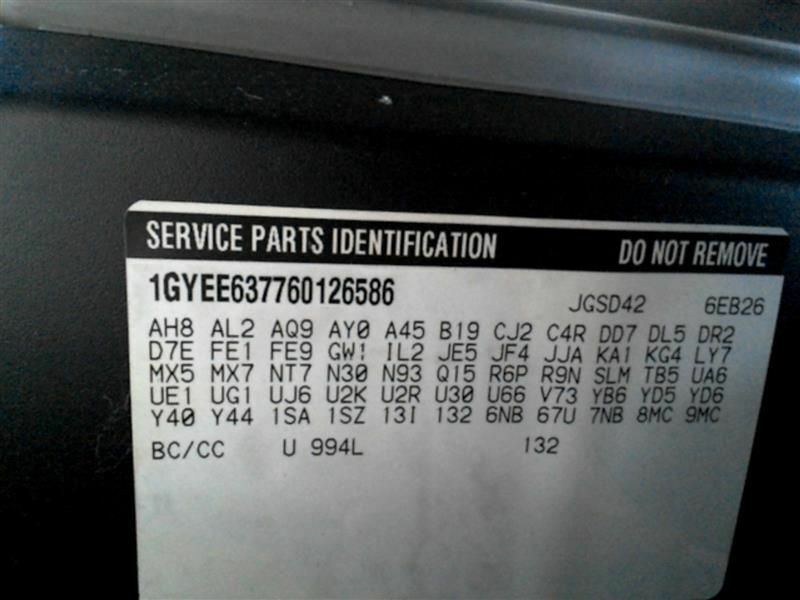 SERVICE PARTS IDENTIFICATION DO NOT REMOVE
1GYEE637760126586 JGSD42 6EB26
AH8 AL2 AQ9 AY0 A45 B19 CJ2 C4R DD7 DL5 DR2
D7E FE1 FE9 GW1 IL2 JE5 JF4 JJA KA1 KG4 LY7
MX5 MX7 NT7 N30 N93 Q15 R6P R9N SLM TB5 UA6
UE1 UG1 UJ6 U2K U2R U30 U66 V73 YB6 YD5 YD6
Y40 Y44 1SA 1SZ 13I 132 6NB 67U 7NB 8MC 9MC
BC/CC U 994L 132